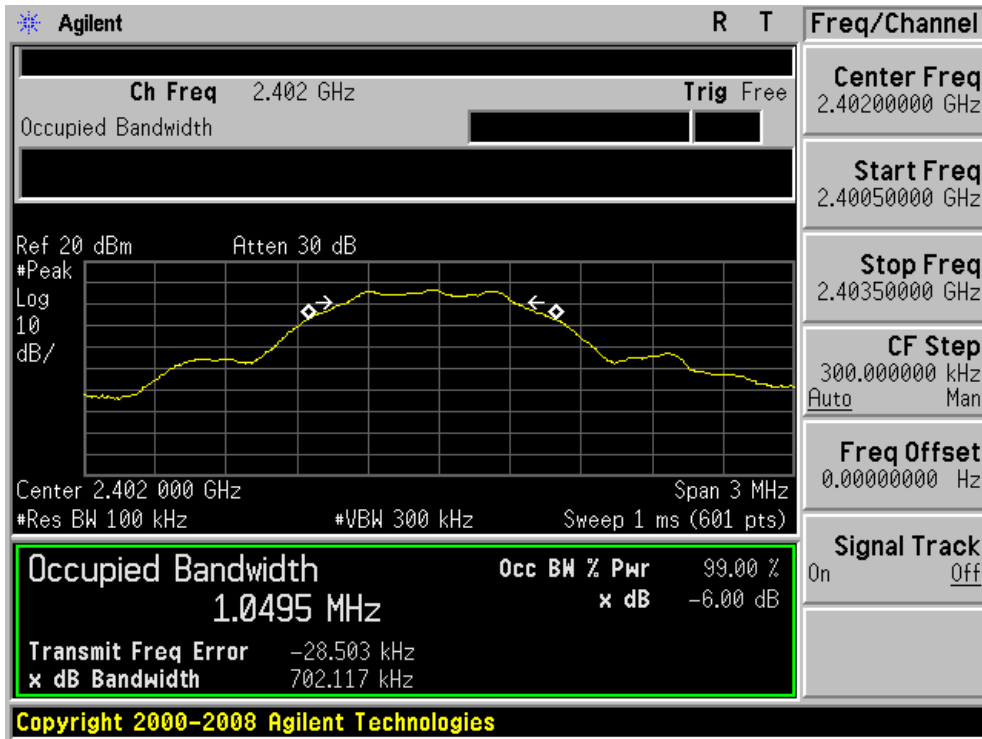 Agilent R T
Ch Freq 2.402 GHz Trig Free
Occupied Bandwidth
Ref 20 dBm Atten 30 dB
#Peak
Log
10
dB/
Center 2.402 000 GHz Span 3 MHz
#Res BW 100 kHz #VBW 300 kHz Sweep 1 ms (601 pts)
Occupied Bandwidth
1.0495 MHz
Occ BW % Pwr 99.00 %
x dB -6.00 dB
Transmit Freq Error -28.503 kHz
x dB Bandwidth 702.117 kHz
Copyright 2000-2008 Agilent Technologies
Freq/Channel
Center Freq
2.40200000 GHz
Start Freq
2.40050000 GHz
Stop Freq
2.40350000 GHz
CF Step
300.000000 kHz
Auto Man
Freq Offset
0.00000000 Hz
Signal Track
On Off